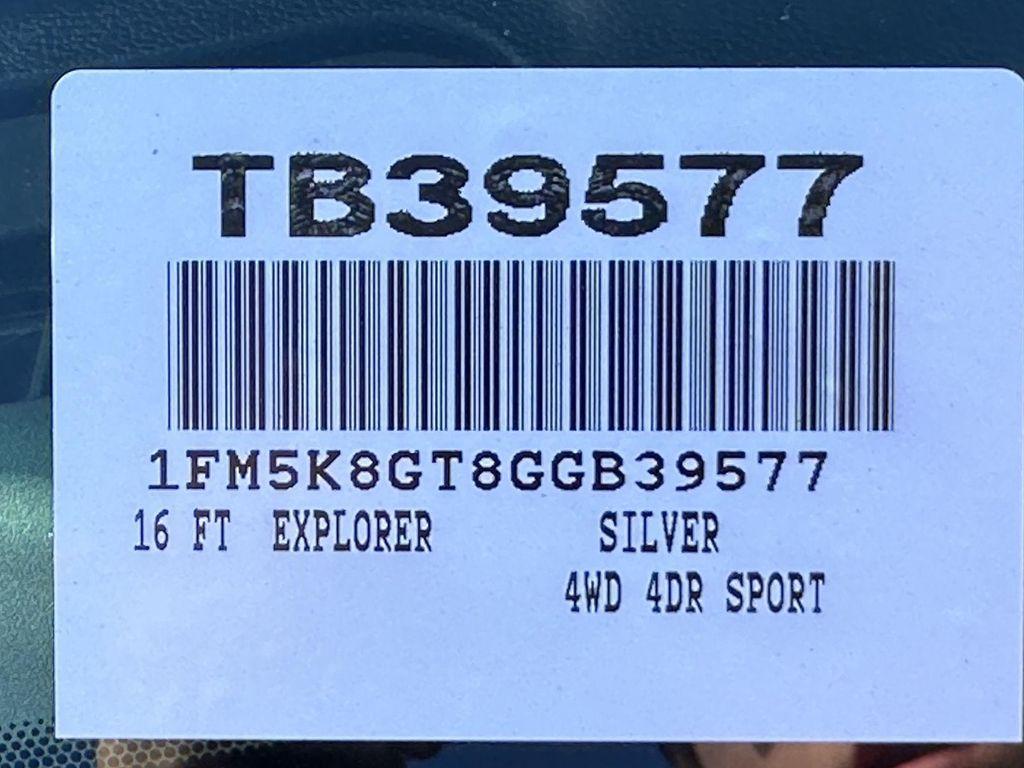 TB39577
1FM5K8GT8GGB39577
16 FT EXPLORER SILVER
4WD 4DR SPORT